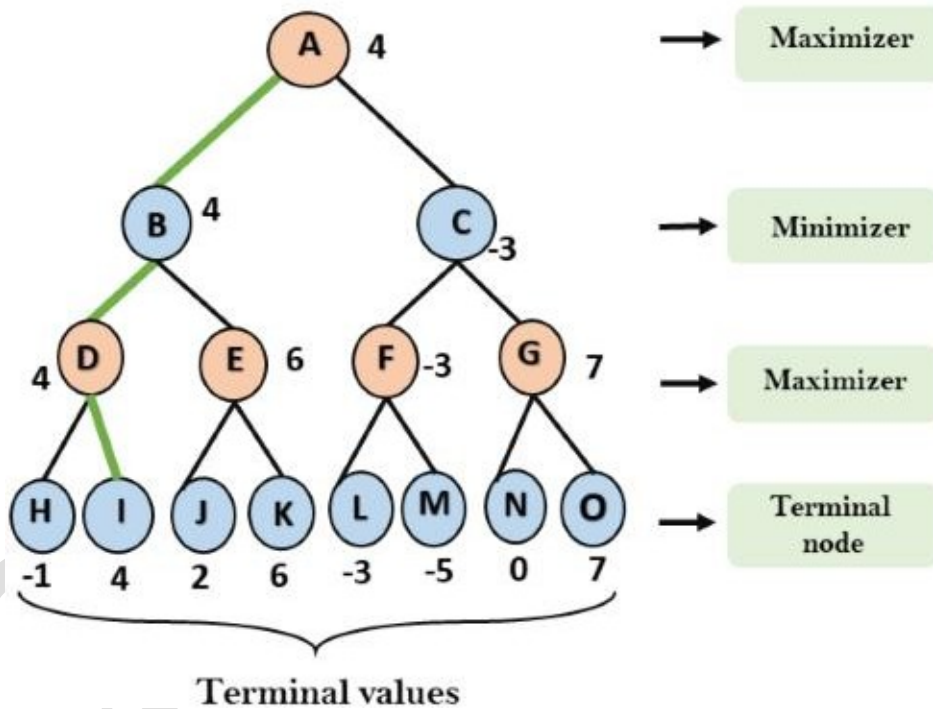 A 4
Maximizer
B 4
C -3
Minimizer
D 4
E 6
F -3
G 7
Maximizer
H I J K L M N O
Terminal
node
-1 4 2 6 -3 -5 0 7
Terminal values